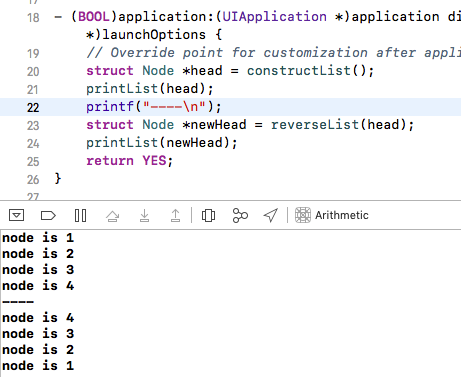 18 - (BOOL)application:(UIApplication *)application di
*)launchOptions {
19 // Override point for customization after appli
20 struct Node *head = constructList();
21 printList(head);
22 printf("----\n");
23 struct Node *newHead = reverseList(head);
24 printList(newHead);
25 return YES;
26 }
27
Arithmetic
node is 1
node is 2
node is 3
node is 4
----
node is 4
node is 3
node is 2
node is 1